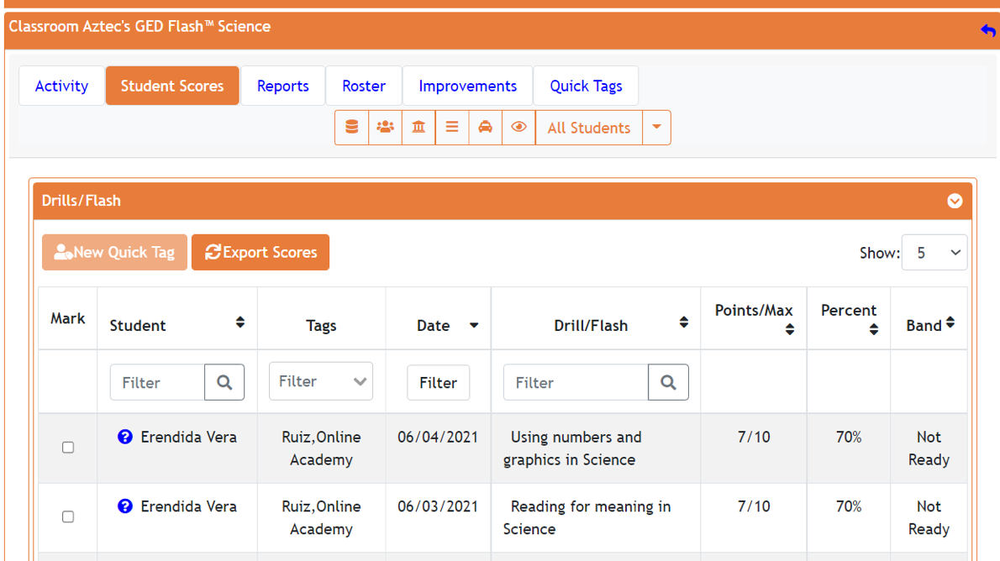 Classroom Aztec's GED Flash™ Science
Activity
Student Scores
Reports
Roster
Improvements
Quick Tags
All Students
Drills/Flash
New Quick Tag
Export Scores
Show: 5
Mark
Student
Tags
Date
Drill/Flash
Points/Max
Percent
Band
Filter
Filter
Filter
Filter
Erendida Vera
Ruiz,Online
Academy
06/04/2021
Using numbers and
graphics in Science
7/10
70%
Not
Ready
Erendida Vera
Ruiz,Online
Academy
06/03/2021
Reading for meaning in
Science
7/10
70%
Not
Ready